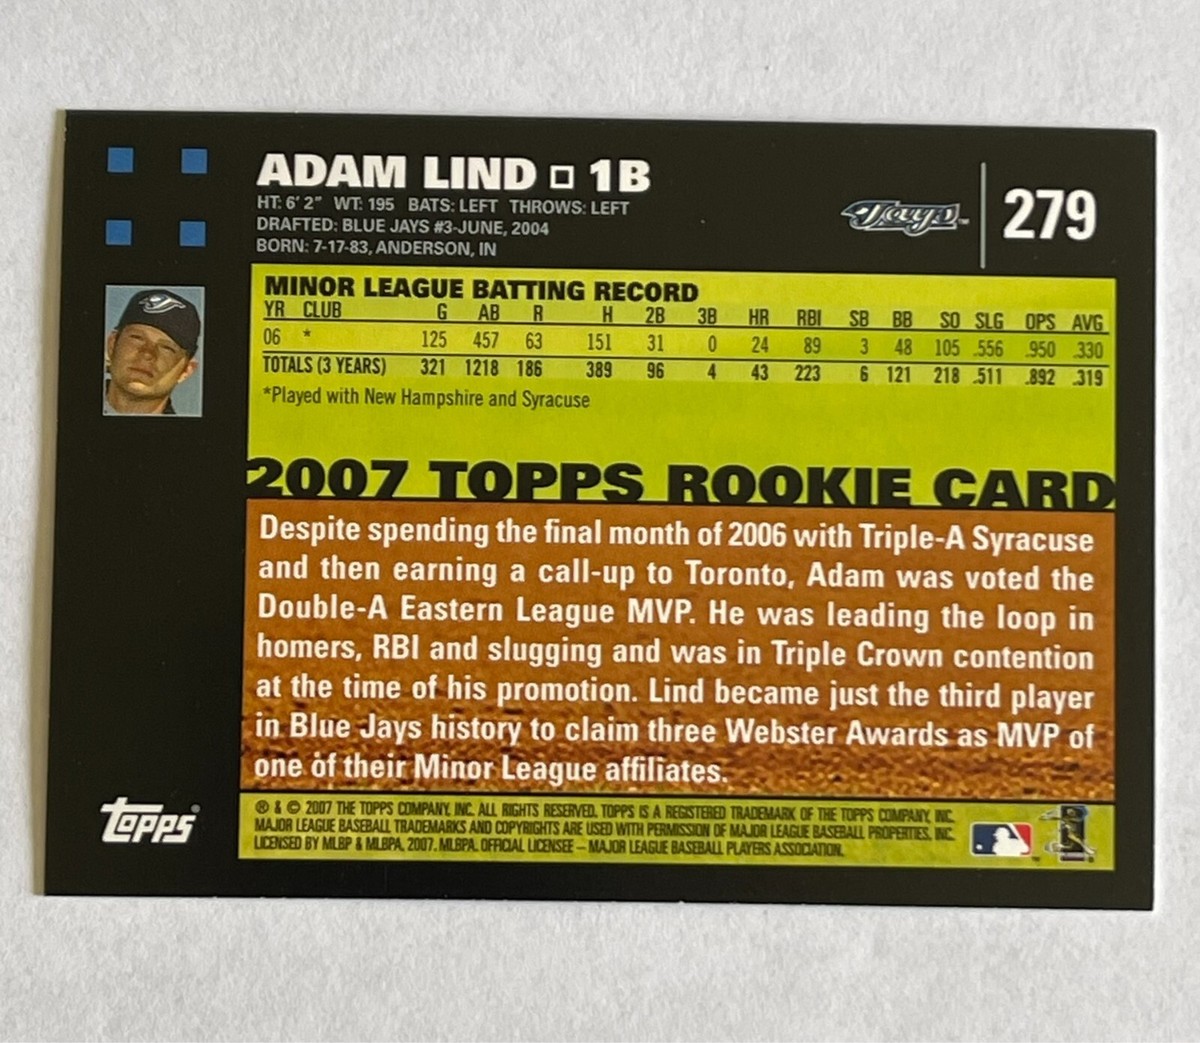 ADAM LIND □ 1B
HT: 6' 2" WT: 195 BATS: LEFT THROWS: LEFT
DRAFTED: BLUE JAYS #3-JUNE, 2004
BORN: 7-17-83, ANDERSON, IN
Jays™
279
MINOR LEAGUE BATTING RECORD
YR CLUB G AB R H 2B 3B HR RBI SB BB SO SLG OPS AVG
06 * 125 457 63 151 31 0 24 89 3 48 105 .556 .950 .330
TOTALS (3 YEARS) 321 1218 186 389 96 4 43 223 6 121 218 .511 .892 .319
*Played with New Hampshire and Syracuse
2007 TOPPS ROOKIE CARD
Despite spending the final month of 2006 with Triple-A Syracuse
and then earning a call-up to Toronto, Adam was voted the
Double-A Eastern League MVP. He was leading the loop in
homers, RBI and slugging and was in Triple Crown contention
at the time of his promotion. Lind became just the third player
in Blue Jays history to claim three Webster Awards as MVP of
one of their Minor League affiliates.
Topps®
® & © 2007 THE TOPPS COMPANY, INC. ALL RIGHTS RESERVED. TOPPS IS A REGISTERED TRADEMARK OF THE TOPPS COMPANY, INC.
MAJOR LEAGUE BASEBALL TRADEMARKS AND COPYRIGHTS ARE USED WITH PERMISSION OF MAJOR LEAGUE BASEBALL PROPERTIES, INC.
LICENSED BY MLBP & MLBPA. 2007. MLBPA. OFFICIAL LICENSEE – MAJOR LEAGUE BASEBALL PLAYERS ASSOCIATION.